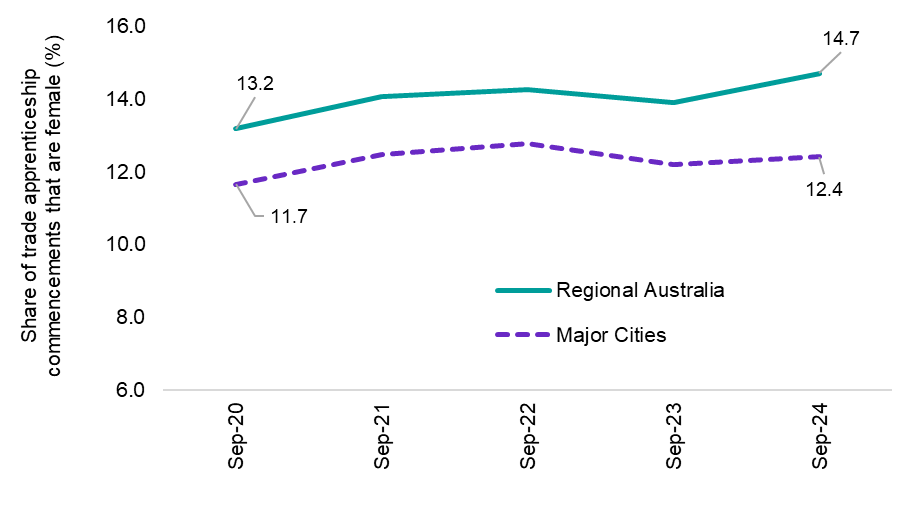 Share of trade apprenticeship
commencements that are female (%)
16.0
14.0
12.0
10.0
8.0
6.0
13.2
14.7
11.7
12.4
Regional Australia
Major Cities
Sep-20
Sep-21
Sep-22
Sep-23
Sep-24